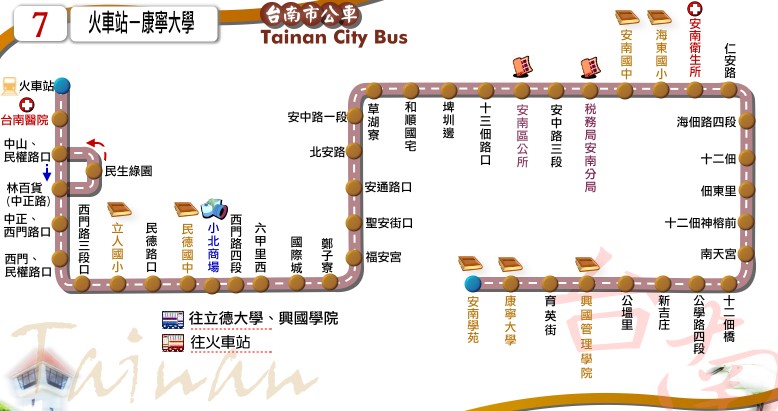 7
火車站－康寧大學
台南市公車
Tainan City Bus
火車站
台南醫院
中山、
民權路口
民生綠園
林百貨
(中正路)
中正、
西門路口
西門、
民權路口
西門路三段口
立人國小
民德路口
民德國中
小北商場
西門路四段
六甲里西
國際城
鄭子寮
福安宮
聖安街口
安通路口
北安路
安中路一段
草湖寮
和順國宅
埤圳邊
十三佃路口
安南區公所
安中路三段
稅務局安南分局
安南國中
海東國小
安南衛生所
仁安路
海佃路四段
十二佃
佃東里
十二佃神榕前
南天宮
十二佃橋
公學路四段
新吉庄
公塭里
興國管理學院
育英街
康寧大學
安南學苑
往立德大學、興國學院
往火車站
Tainan
台南